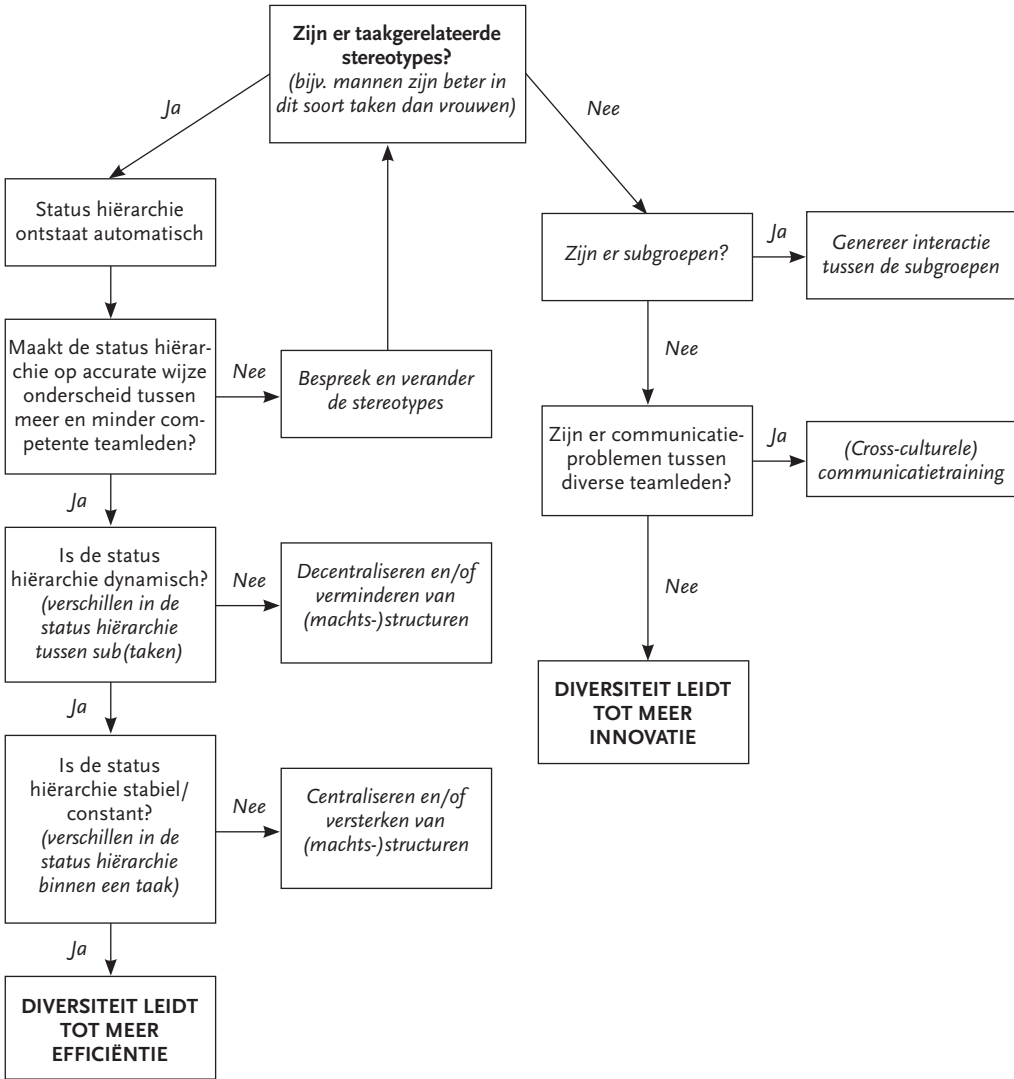 Zijn er taakgerelateerde
stereotypes?
(bijv. mannen zijn beter in
dit soort taken dan vrouwen)
Ja
Nee
Status hiërarchie
ontstaat automatisch
Zijn er subgroepen?
Ja
Genereer interactie
tussen de subgroepen
Nee
Maakt de status hiërar-
chie op accurate wijze
onderscheid tussen
meer en minder com-
petente teamleden?
Nee
Bespreek en verander
de stereotypes
Zijn er communicatie-
problemen tussen
diverse teamleden?
Ja
(Cross-culturele)
communicatietraining
Ja
Is de status
hiërarchie dynamisch?
(verschillen in de
status hiërarchie
tussen sub(taken)
Nee
Decentraliseren en/of
verminderen van
(machts-)structuren
Nee
DIVERSITEIT LEIDT
TOT MEER
INNOVATIE
Ja
Is de status
hiërarchie stabiel/
constant?
(verschillen in de
status hiërarchie
binnen een taak)
Nee
Centraliseren en/of
versterken van
(machts-)structuren
Ja
DIVERSITEIT LEIDT
TOT MEER
EFFICIËNTIE